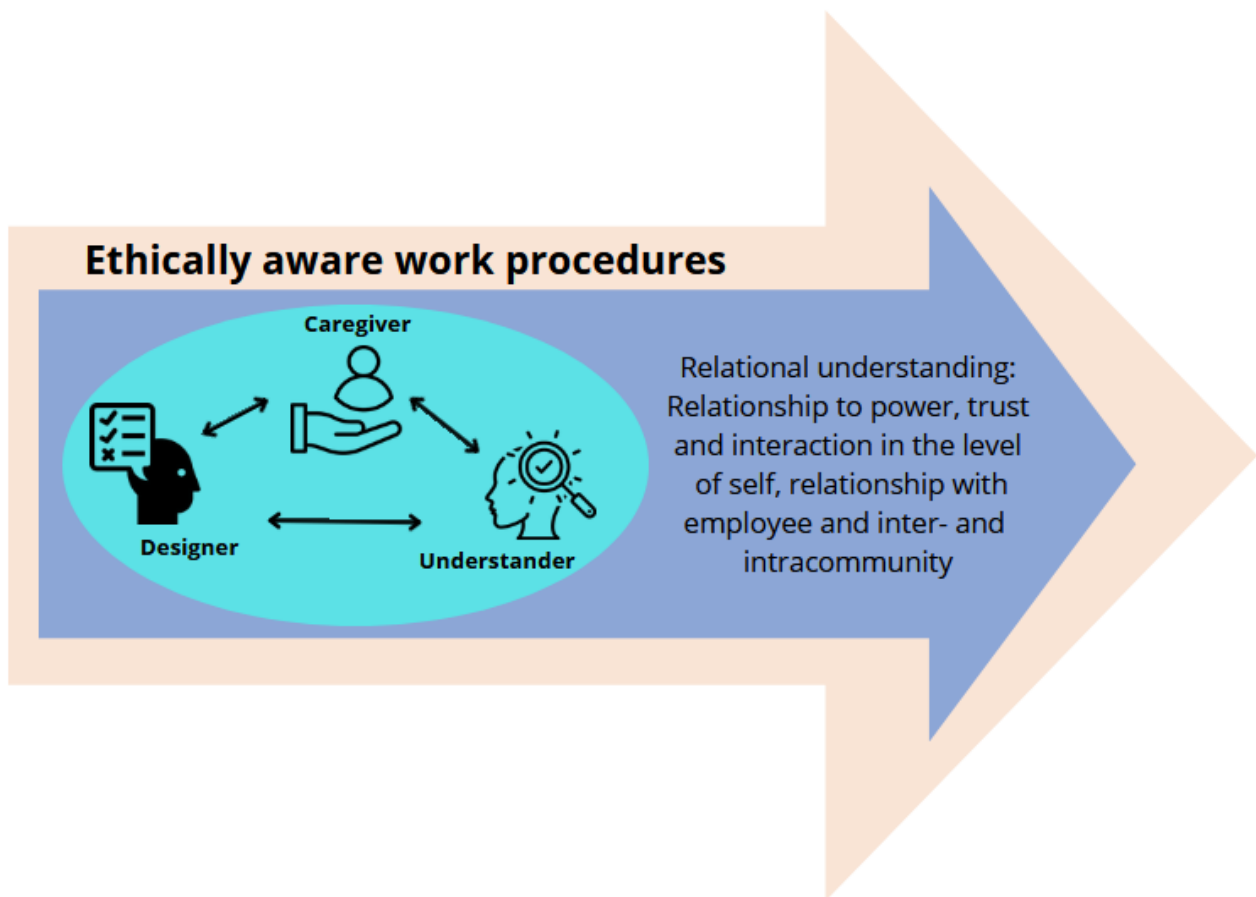 Ethically aware work procedures
Caregiver
Designer
Understander
Relational understanding:
Relationship to power, trust
and interaction in the level
of self, relationship with
employee and inter- and
intracommunity